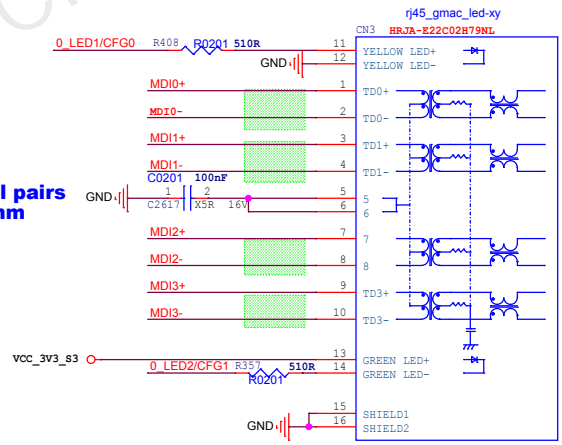 rj45_gmac_led-xy
CN3 HRJA-E22C02H79NL
0_LED1/CFG0 R408 R0201 510R 11 YELLOW LED+
GND 12 YELLOW LED-
MDI0+ 1 TD0+
MDI0- 2 TD0-
MDI1+ 3 TD1+
MDI1- 4 TD1-
C0201 100nF
l pairs
GND 1 2 5 5
C2617 X5R 16V 6 6
MDI2+ 7 7
MDI2- 8 8
MDI3+ 9 TD3+
MDI3- 10 TD3-
VCC_3V3_S3 13 GREEN LED+
0_LED2/CFG1 R357 510R 14 GREEN LED-
R0201
15 SHIELD1
GND 16 SHIELD2